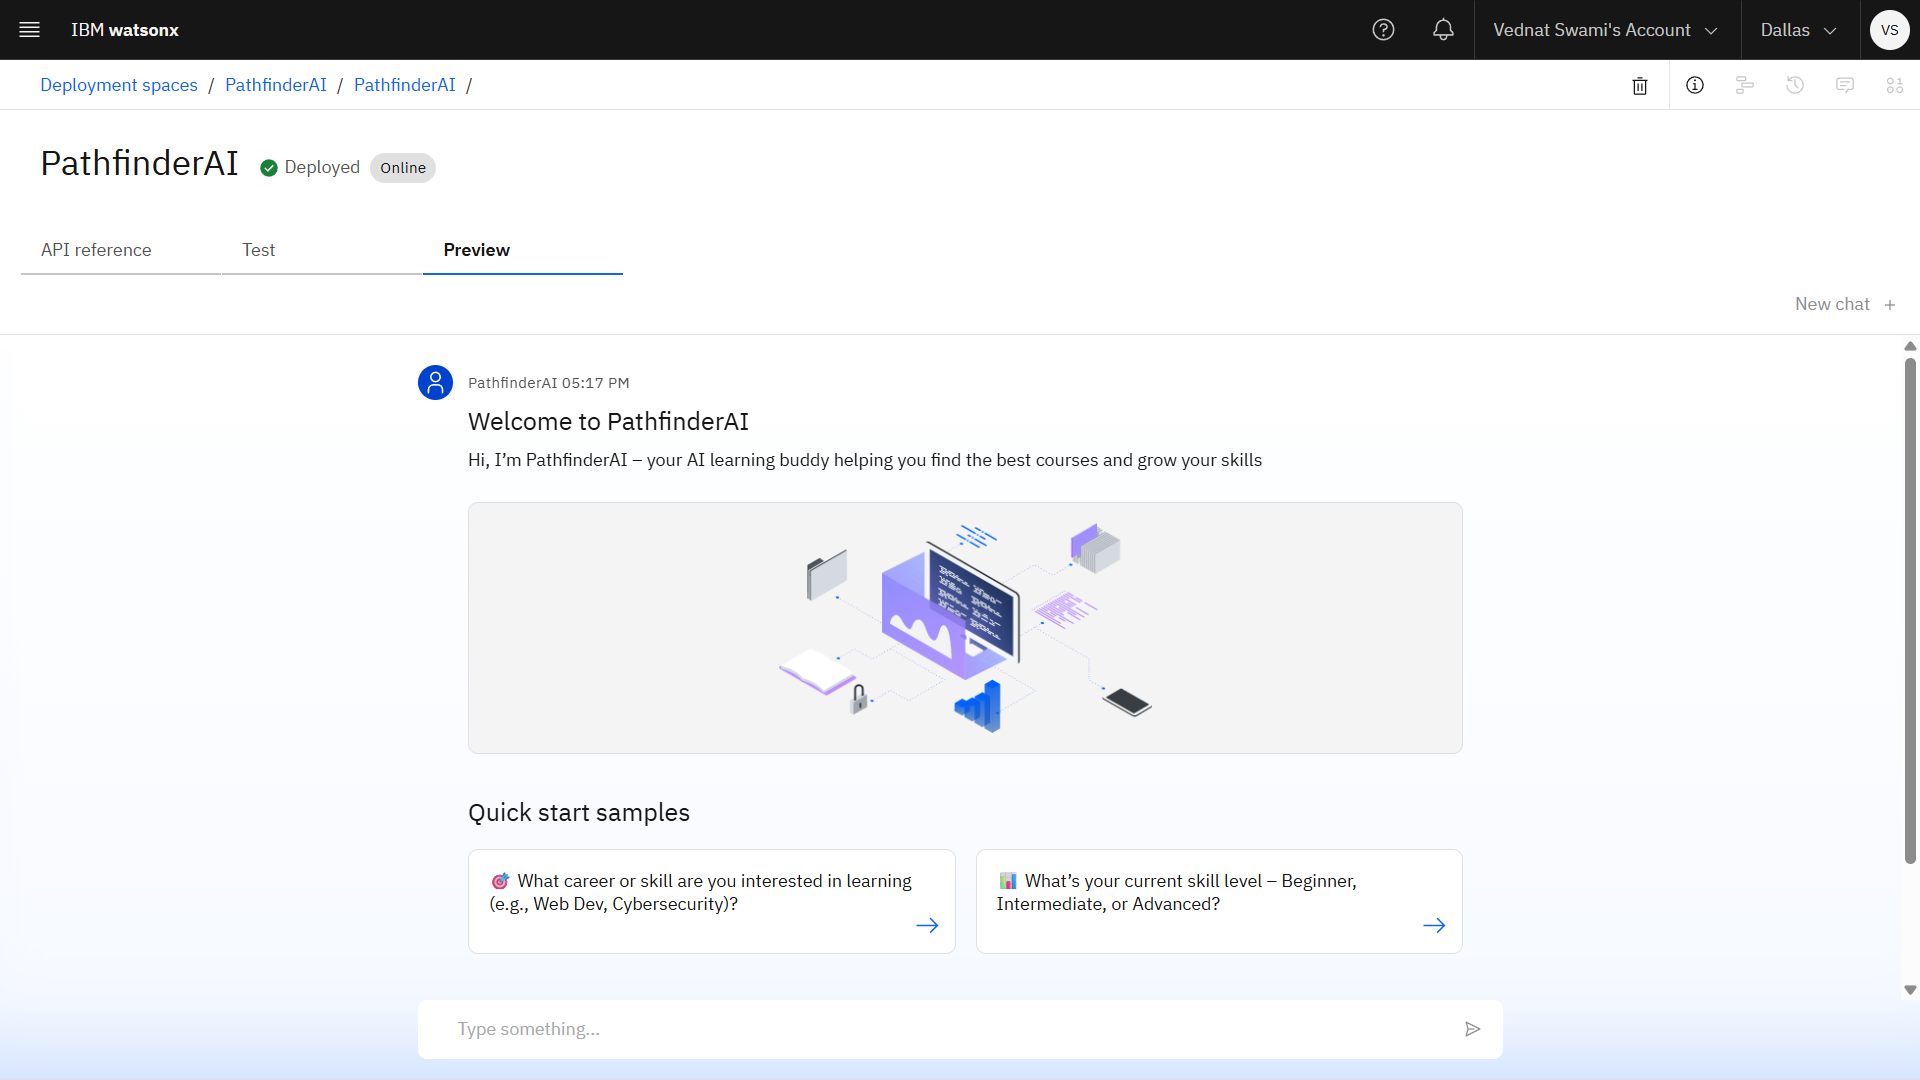 IBM watsonx
Vednat Swami's Account
Dallas
VS
Deployment spaces / PathfinderAI / PathfinderAI /
PathfinderAI
Deployed
Online
API reference
Test
Preview
New chat +
PathfinderAI 05:17 PM
Welcome to PathfinderAI
Hi, I’m PathfinderAI – your AI learning buddy helping you find the best courses and grow your skills
Quick start samples
🎯 What career or skill are you interested in learning
(e.g., Web Dev, Cybersecurity)?
📊 What’s your current skill level – Beginner,
Intermediate, or Advanced?
Type something...